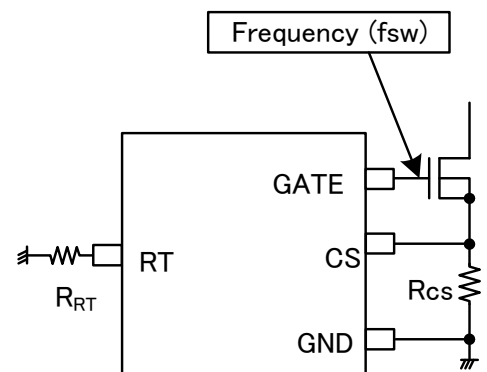 Frequency (fsw)
GATE
RT
CS
RRT
Rcs
GND